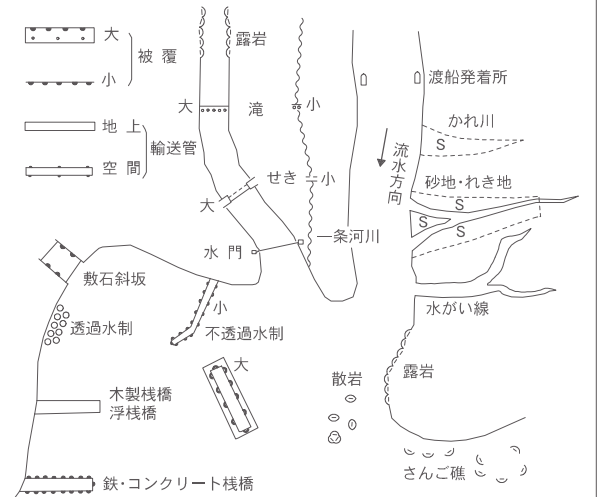 大
被覆
小
地上
輸送管
空間
露岩
大
滝
小
せき
小
大
水門
一条河川
渡船発着所
かれ川
S
流水方向
砂地・れき地
S
S
S
水がい線
敷石斜坂
透過水制
小
不透過水制
大
木製桟橋
浮桟橋
鉄・コンクリート桟橋
散岩
露岩
さんご礁